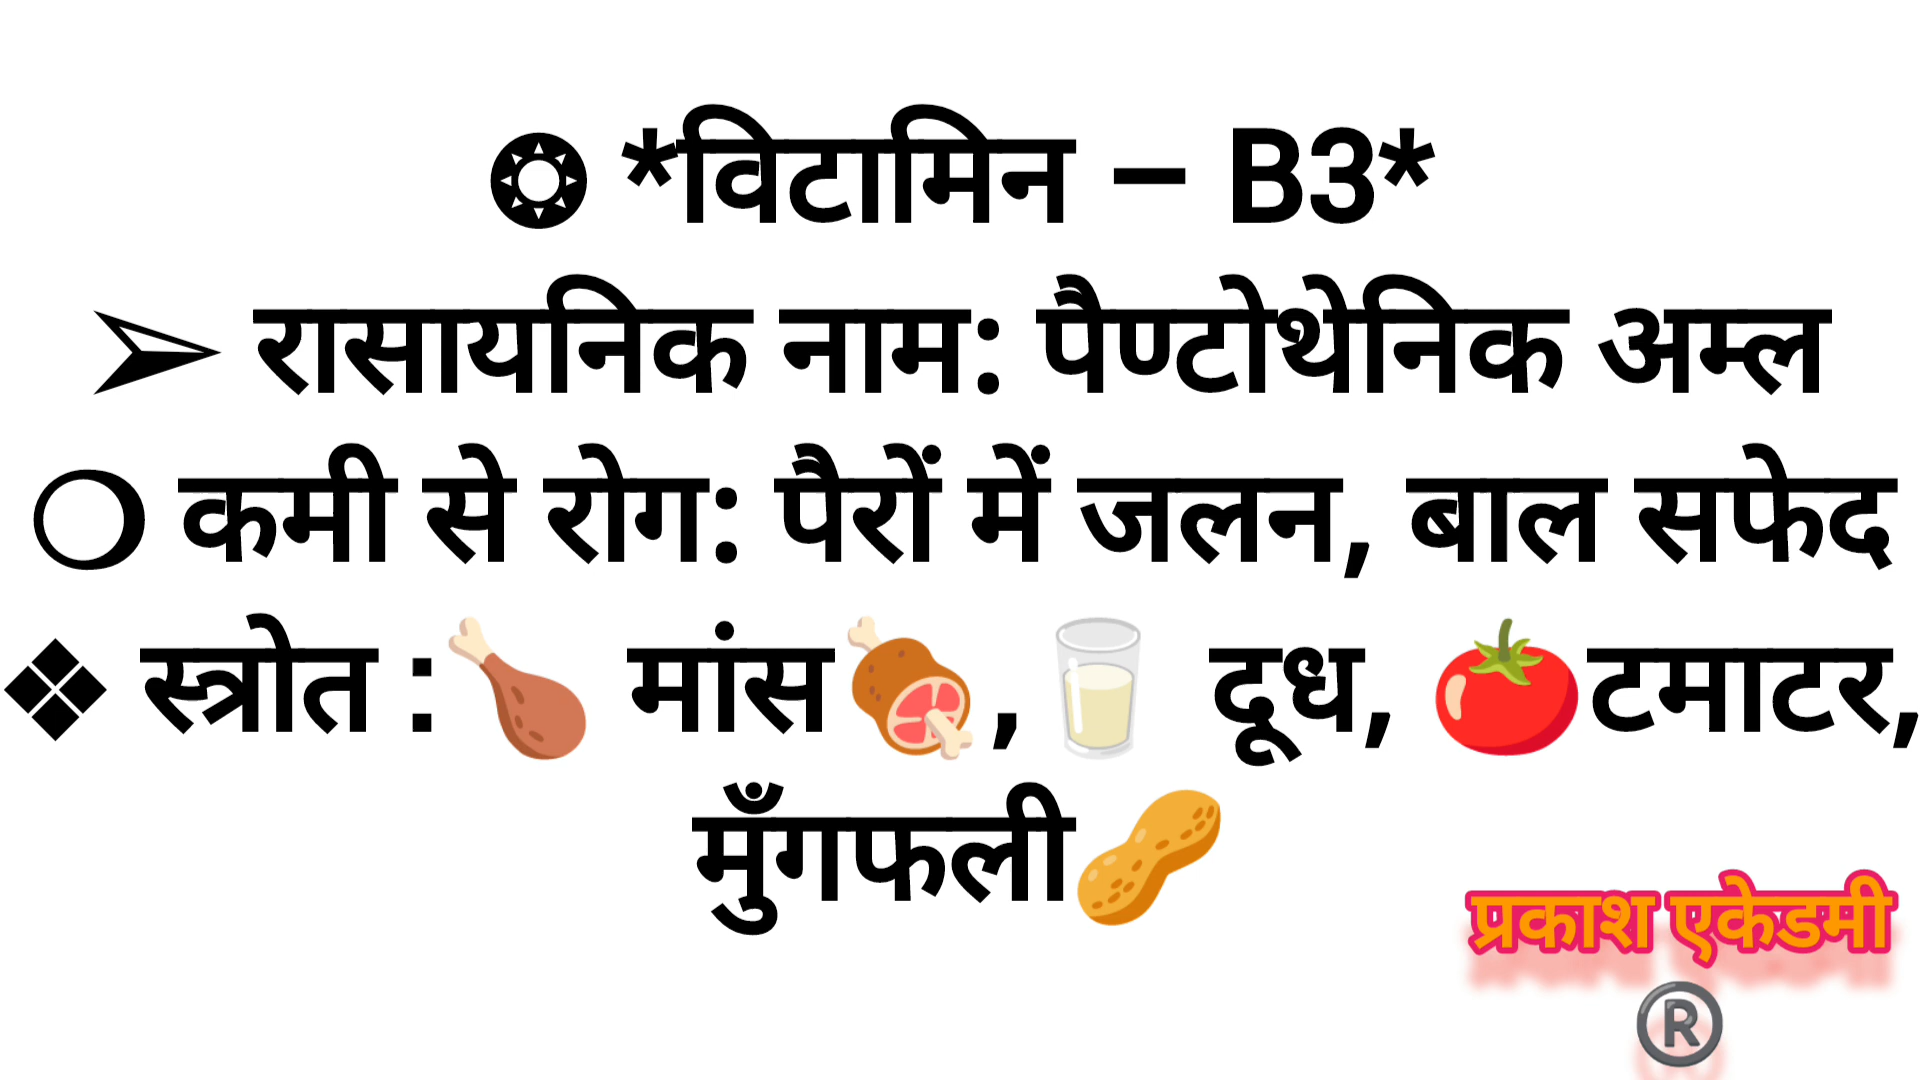 ❂ *विटामिन – B3*
➢ रासायनिक नाम: पैण्टोथेनिक अम्ल
❍ कमी से रोग: पैरों में जलन, बाल सफेद
❖ स्त्रोत :🍗 मांस🍖,🥛 दूध, 🍅टमाटर,
मुँगफली🥜
प्रकाश एकेडमी
®